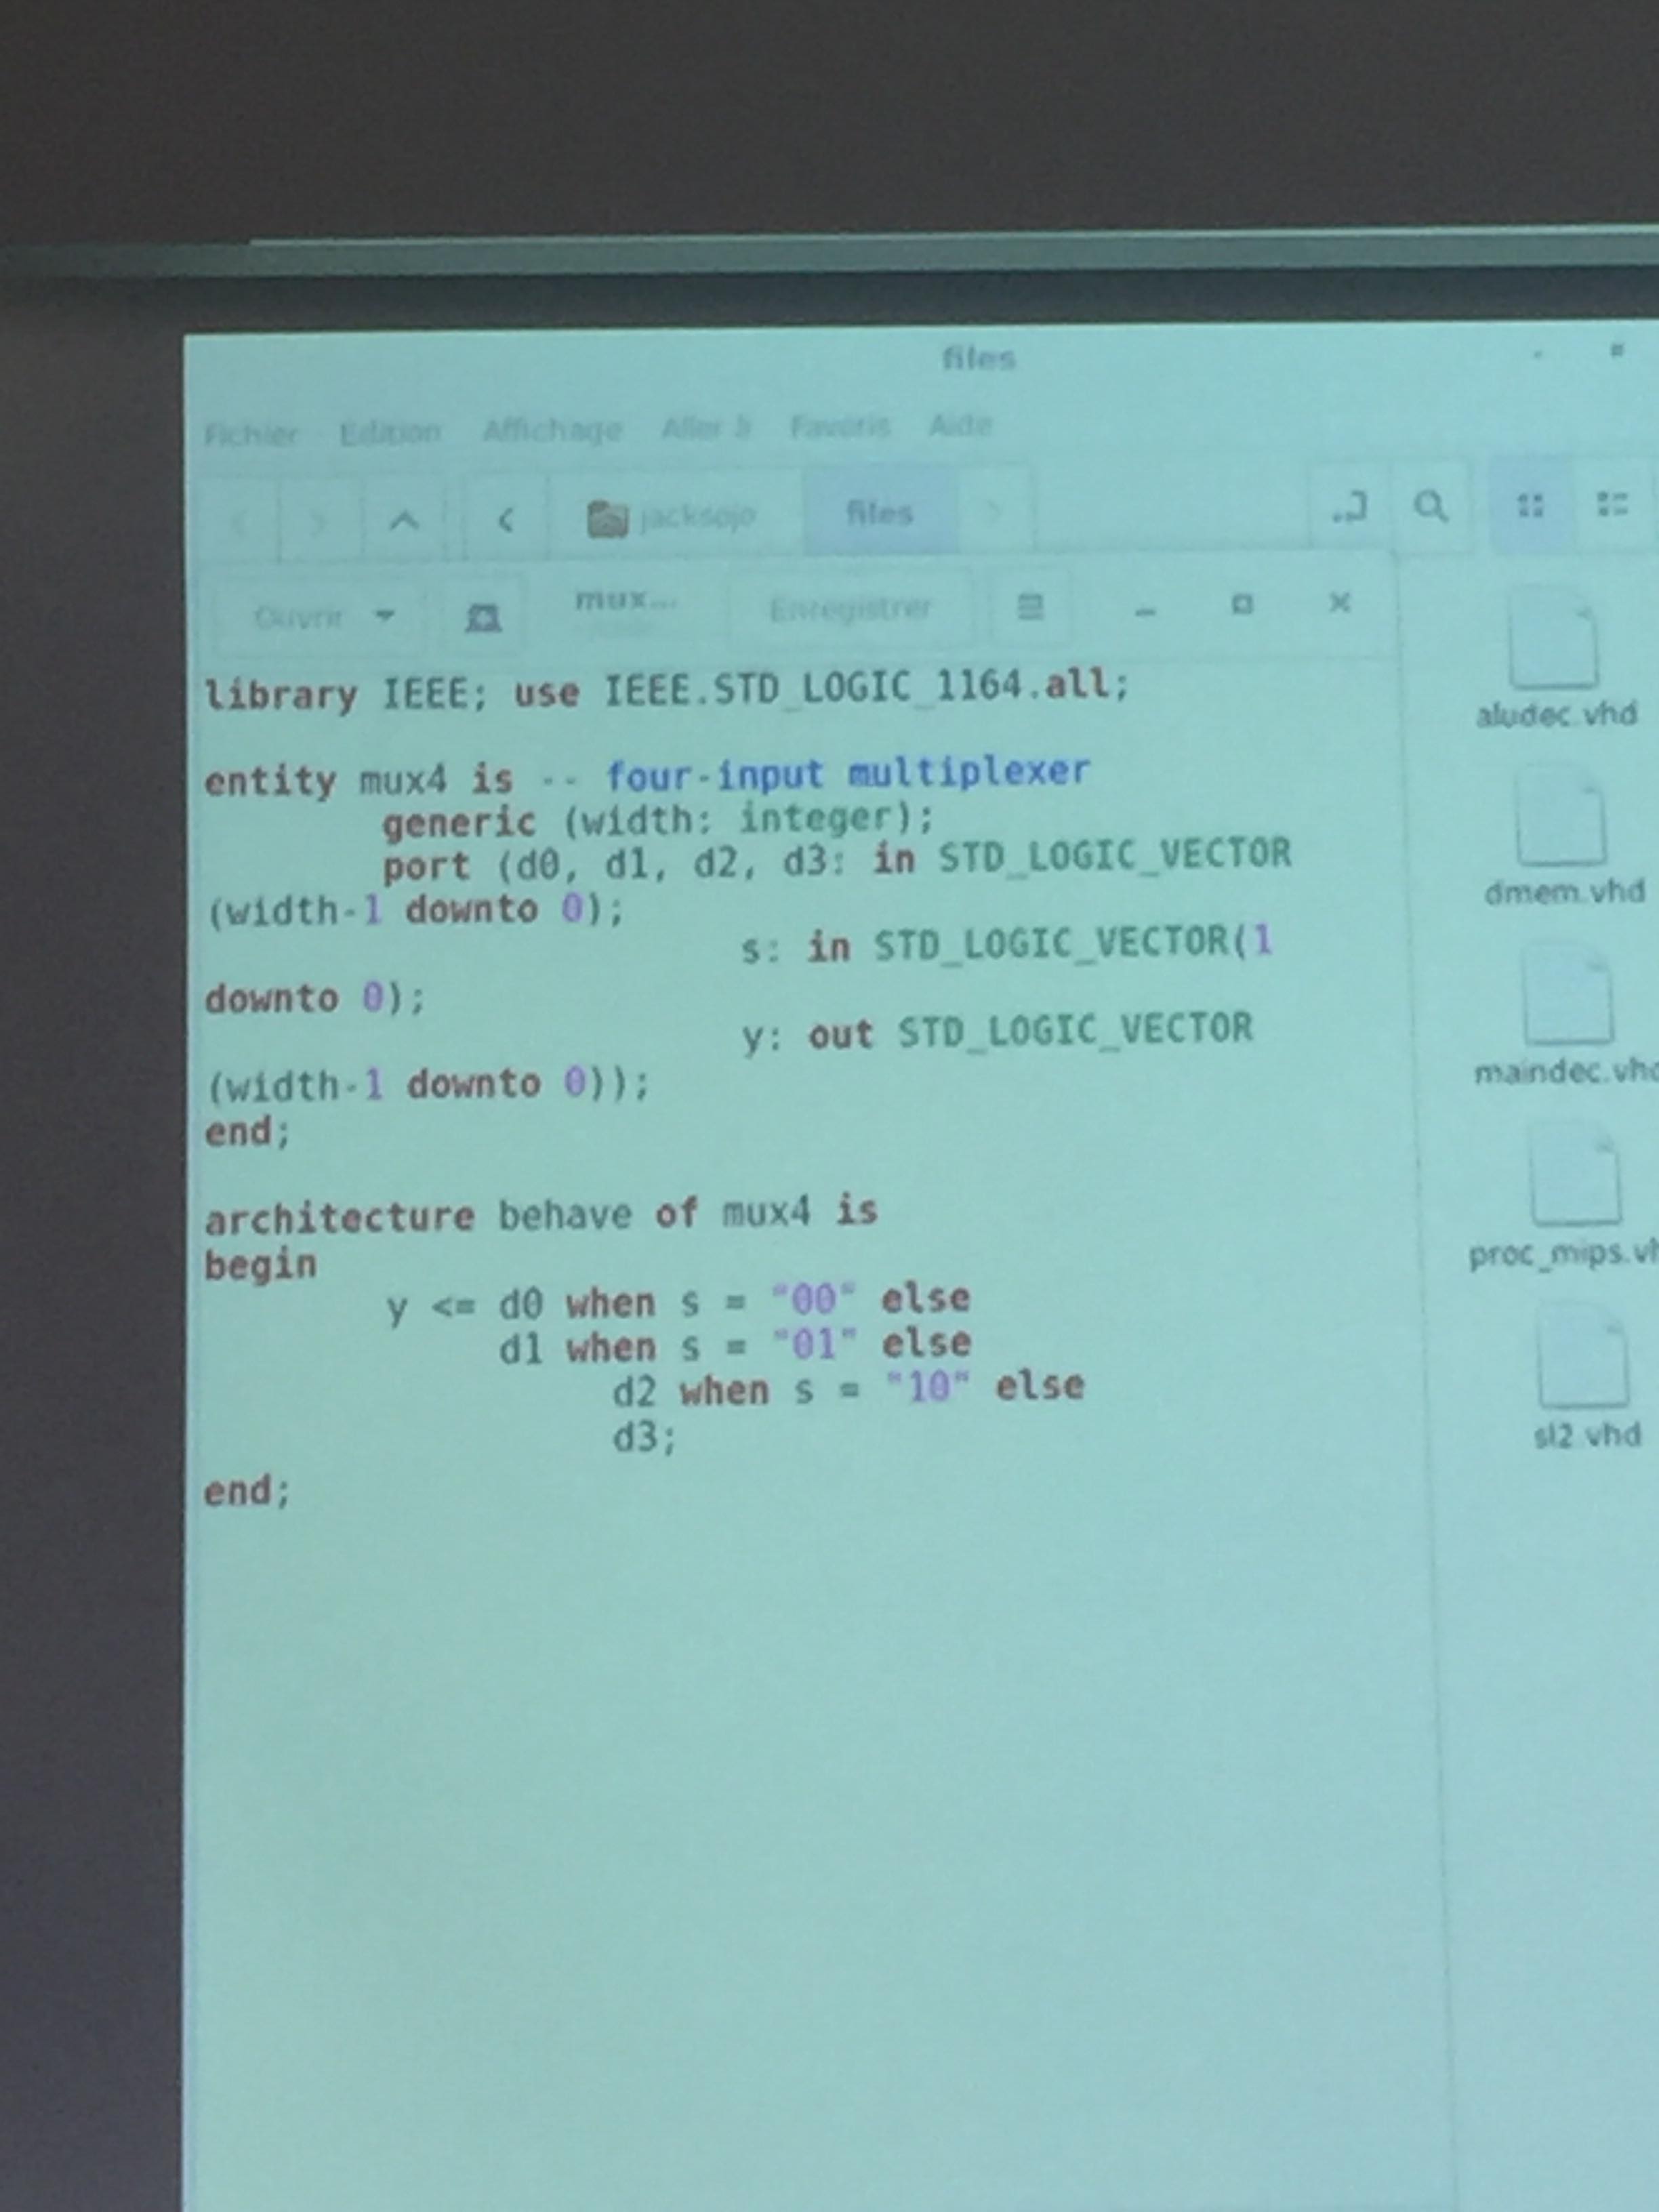 files
Fichier Edition Affichage Aller à Favoris Aide
jacksojo files
Ouvrir mux... Enregistrer
library IEEE; use IEEE.STD_LOGIC_1164.all;
entity mux4 is -- four-input multiplexer
generic (width: integer);
port (d0, d1, d2, d3: in STD_LOGIC_VECTOR
(width-1 downto 0);
s: in STD_LOGIC_VECTOR(1
downto 0);
y: out STD_LOGIC_VECTOR
(width-1 downto 0));
end;
architecture behave of mux4 is
begin
y <= d0 when s = "00" else
d1 when s = "01" else
d2 when s = "10" else
d3;
end;
aludec.vhd
dmem.vhd
maindec.vhd
proc_mips.vh
sl2.vhd